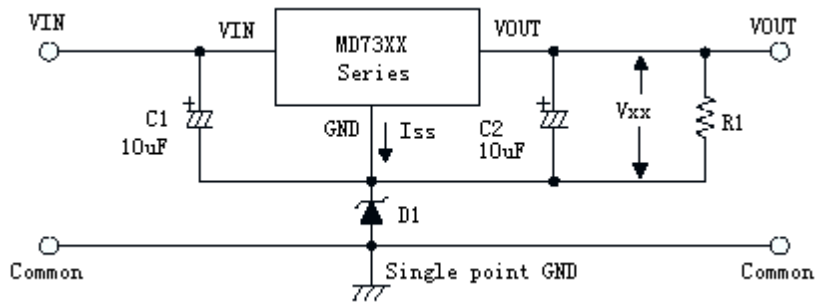 VIN
VIN
MD73XX
Series
VOUT
VOUT
+
C1
10uF
GND
Iss
+
C2
10uF
Vxx
R1
D1
Common
Single point GND
Common